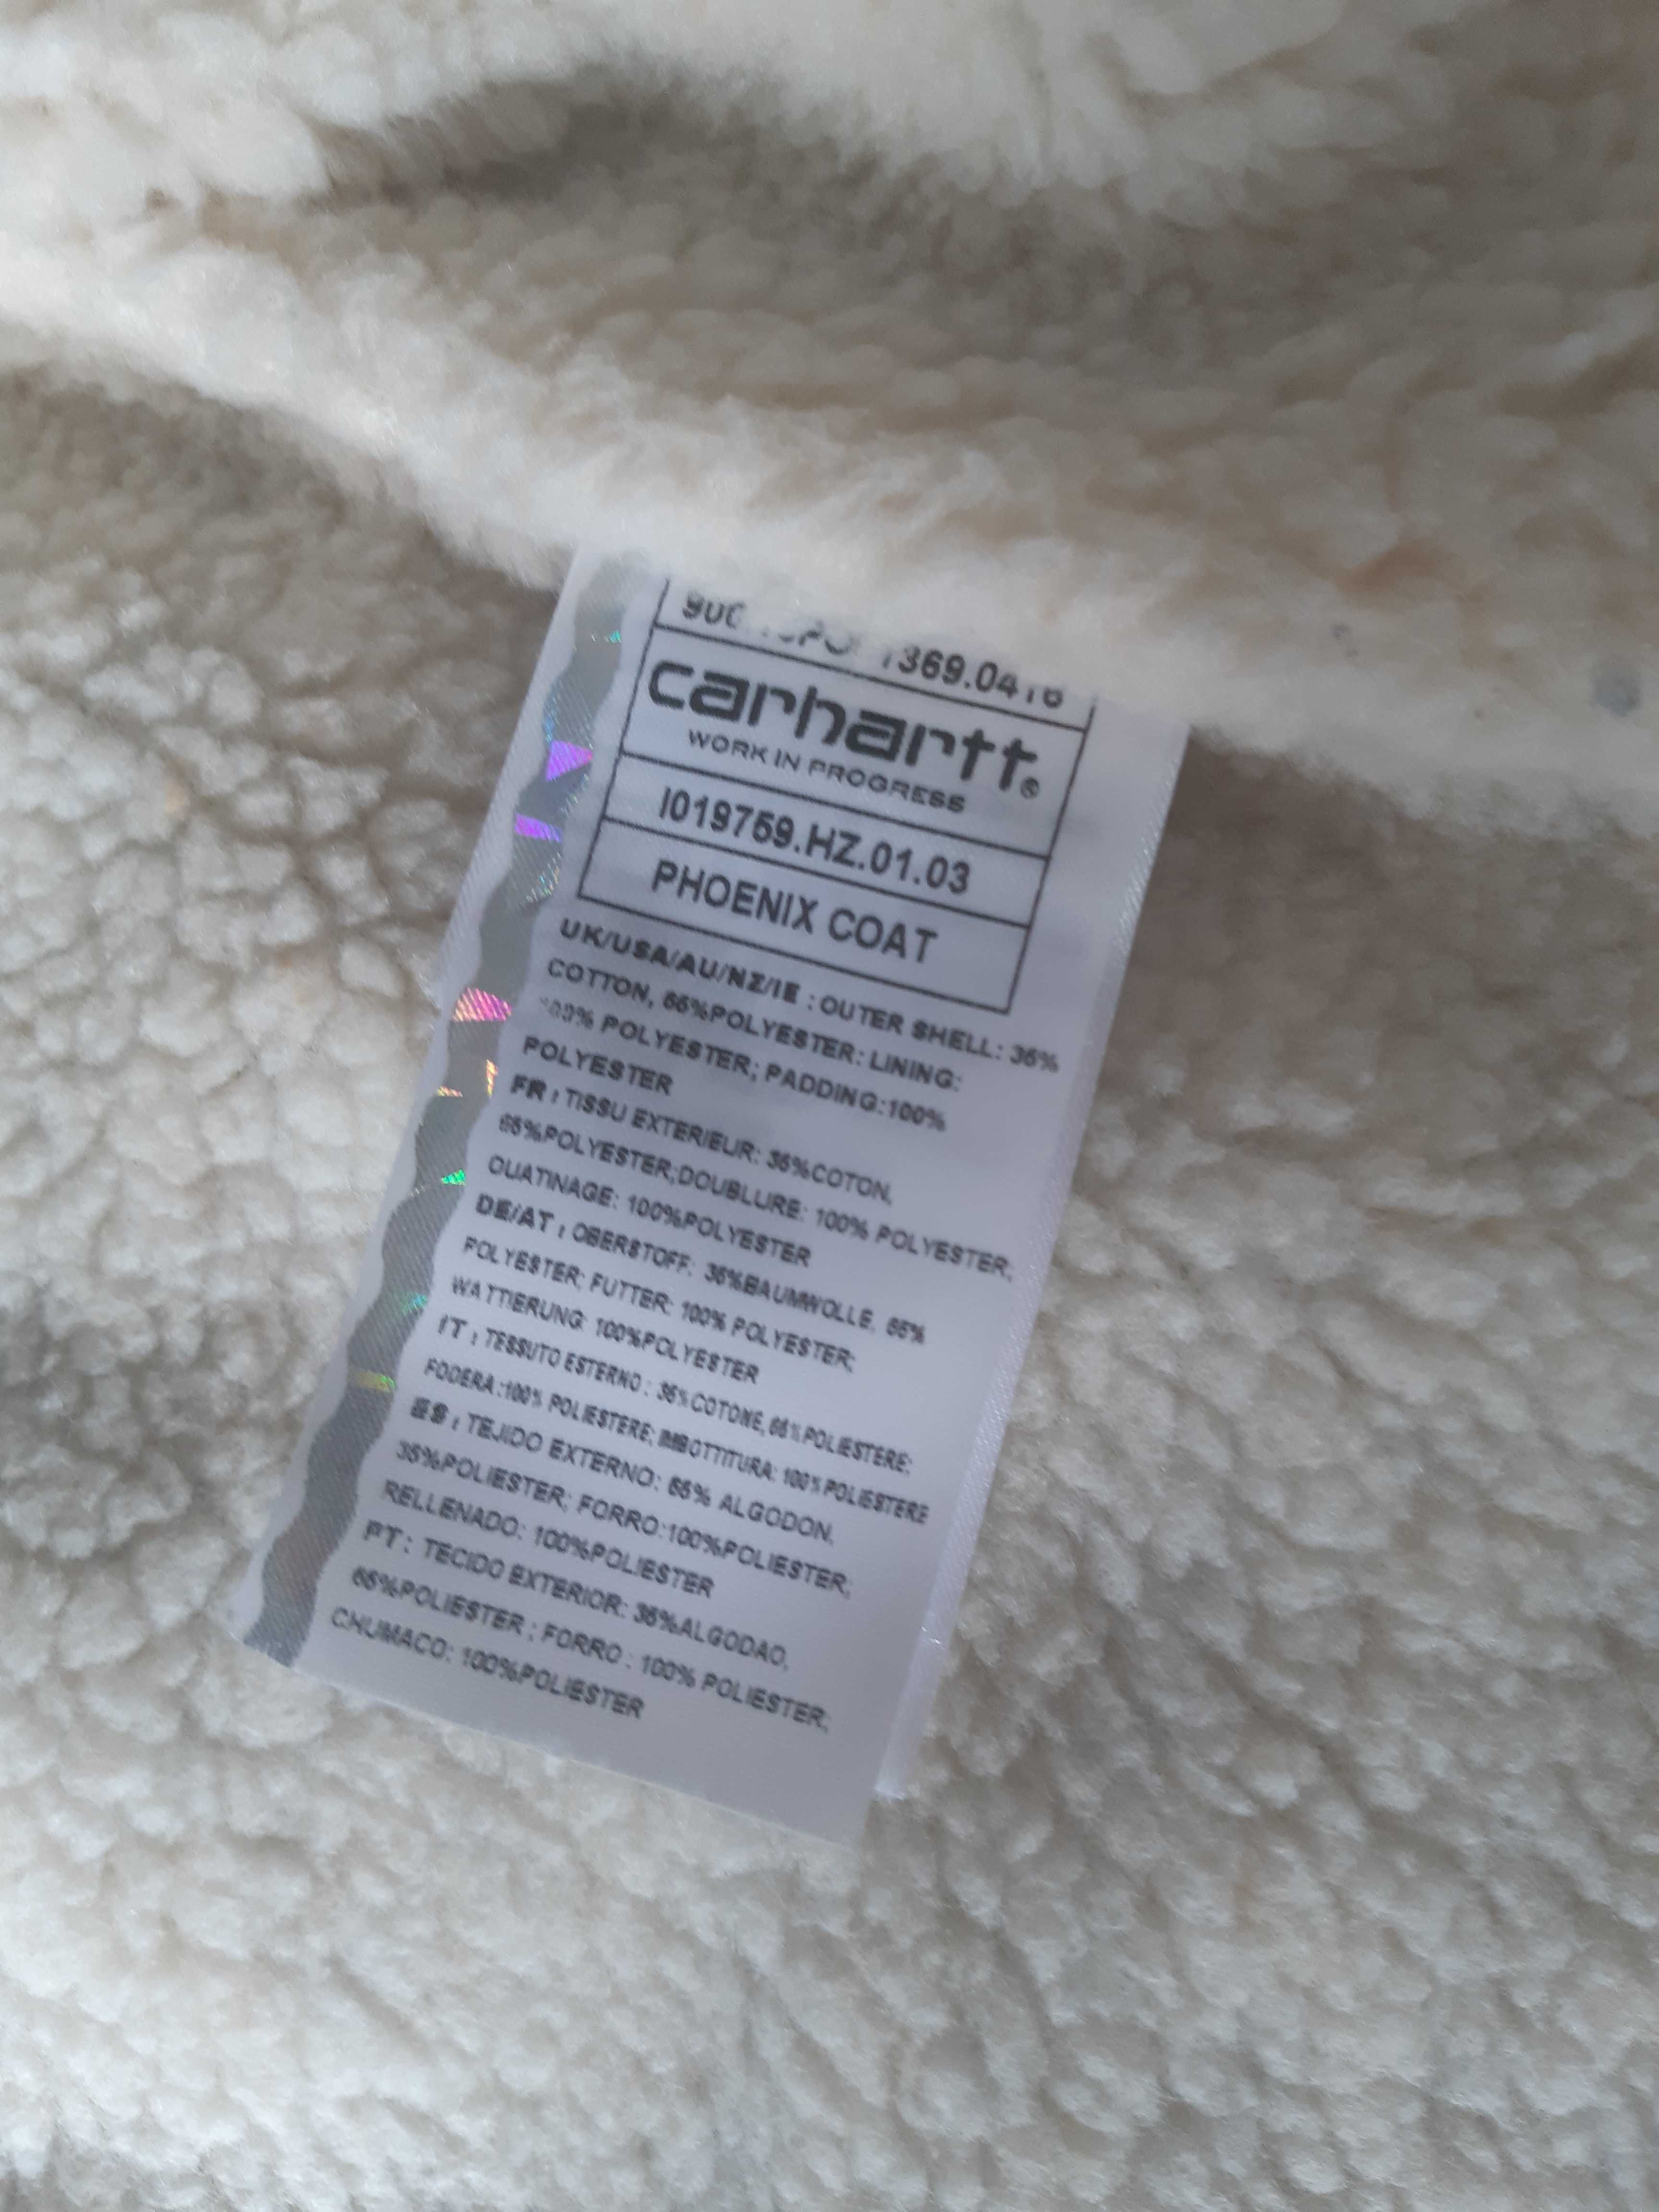 1369.04
carhartt®
WORK IN PROGRESS
I019759.HZ.01.03
PHOENIX COAT
UK/USA/AU/NZ/IE : OUTER SHELL: 35%
COTTON, 65%POLYESTER; LINING:
100% POLYESTER; PADDING:100%
POLYESTER
FR : TISSU EXTERIEUR: 35%COTON,
65%POLYESTER;DOUBLURE: 100% POLYESTER;
OUATINAGE: 100%POLYESTER
DE/AT : OBERSTOFF: 35%BAUMWOLLE, 65%
POLYESTER; FUTTER: 100% POLYESTER;
WATTIERUNG: 100%POLYESTER
IT : TESSUTO ESTERNO : 35%COTONE,65%POLIESTERE;
FODERA:100% POLIESTERE; IMBOTTITURA: 100%POLIESTERE
ES : TEJIDO EXTERNO: 65% ALGODON,
35%POLIESTER; FORRO:100%POLIESTER;
RELLENADO: 100%POLIESTER
PT : TECIDO EXTERIOR: 35%ALGODAO,
65%POLIESTER ; FORRO : 100% POLIESTER;
CHUMACO: 100%POLIESTER